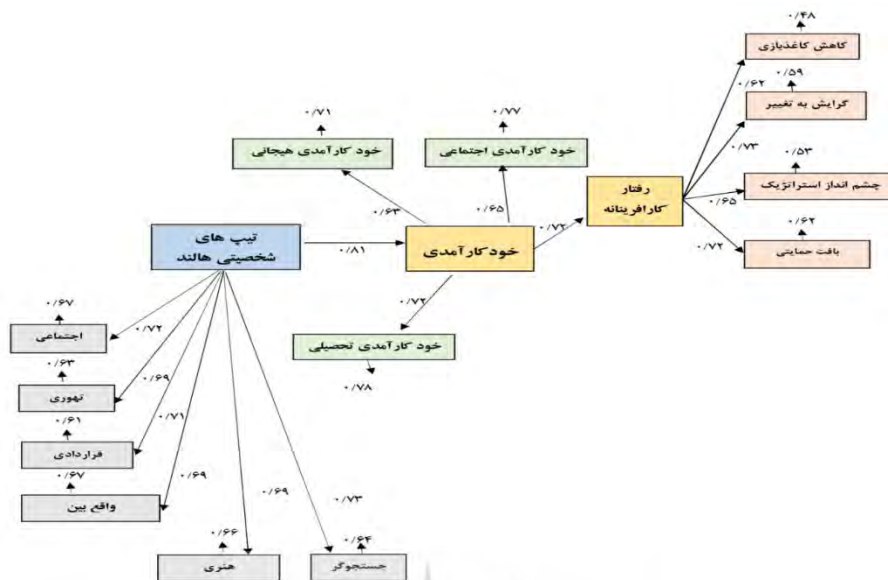 ۰/۴۸
کاهش کاغذبازی
۰/۶۲
۰/۵۹
گرایش به تغییر
۰/۷۳
۰/۵۳
چشم انداز استراتژیک
۰/۶۵
۰/۶۲
بافت حمایتی
۰/۷۲
رفتار
کارافرینانه
۰/۷۲
۰/۷۷
خود کارآمدی اجتماعی
۰/۶۵
۰/۷۱
خود کارآمدی هیجانی
۰/۶۳
خودکارآمدی
۰/۸۱
تیپ های
شخصیتی هالند
۰/۷۲
خود کارآمدی تحصیلی
۰/۷۸
۰/۶۷
اجتماعی
۰/۷۲
۰/۶۳
تهوری
۰/۶۹
۰/۶۱
قراردادی
۰/۷۱
۰/۶۷
واقع بین
۰/۶۹
۰/۶۹
۰/۷۳
۰/۶۶
هنری
۰/۶۴
جستجوگر